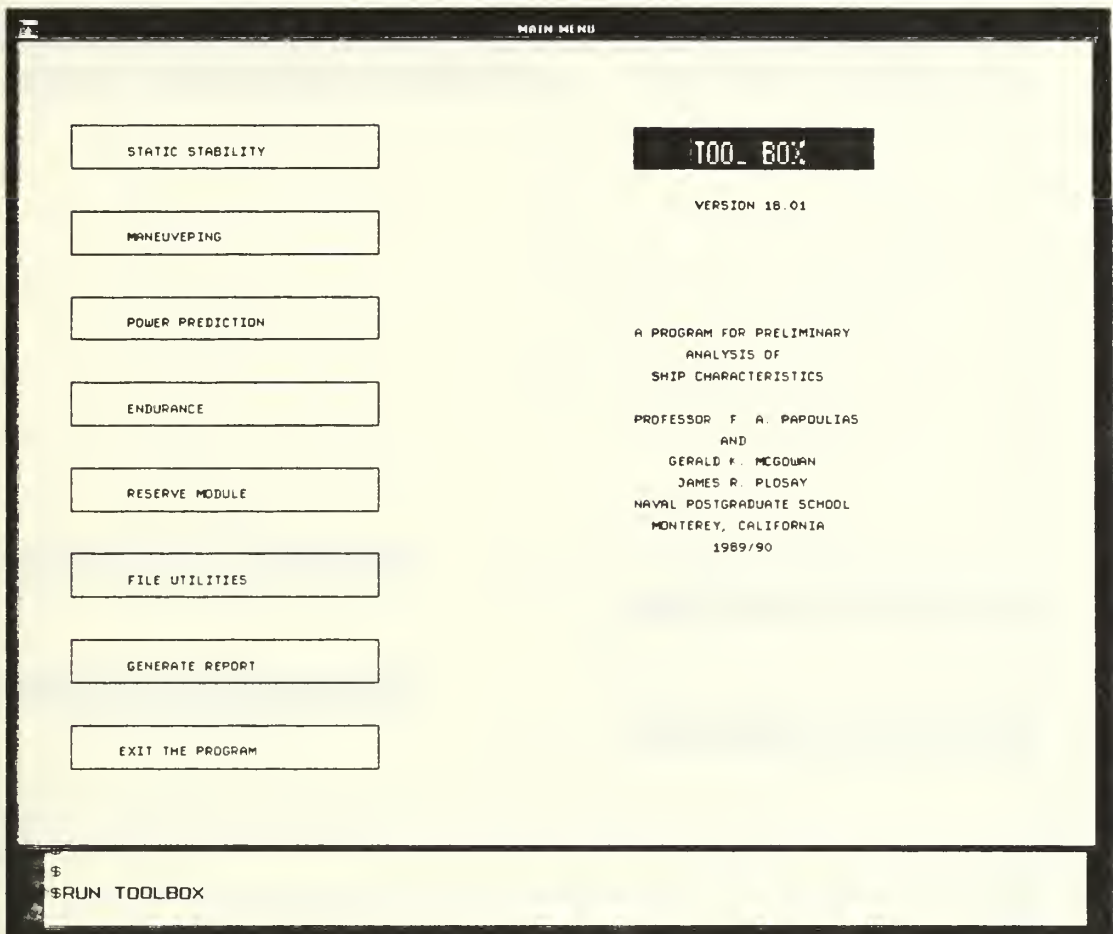 MAIN MENU
STATIC STABILITY
MANEUVEPING
POWER PREDICTION
ENDURANCE
RESERVE MODULE
FILE UTILITIES
GENERATE REPORT
EXIT THE PROGRAM
TOO_ BOX
VERSION 18.01
A PROGRAM FOR PRELIMINARY
ANALYSIS OF
SHIP CHARACTERISTICS
PROFESSOR F A. PAPOULIAS
AND
GERALD K. MCGOWAN
JAMES R. PLOSAY
NAVAL POSTGRADUATE SCHOOL
MONTEREY, CALIFORNIA
1989/90
$
$
$RUN TOOLBOX